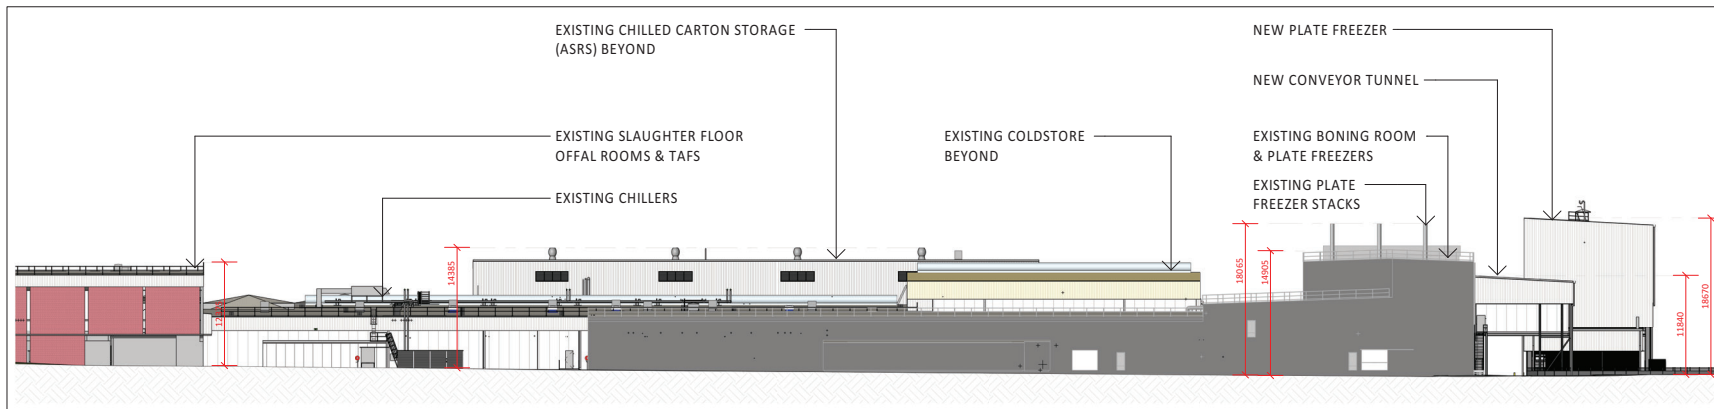 EXISTING CHILLED CARTON STORAGE
(ASRS) BEYOND
NEW PLATE FREEZER
NEW CONVEYOR TUNNEL
EXISTING SLAUGHTER FLOOR
OFFAL ROOMS & TAFS
EXISTING COLDSTORE
BEYOND
EXISTING BONING ROOM
& PLATE FREEZERS
EXISTING CHILLERS
EXISTING PLATE
FREEZER STACKS
14385
18065
14905
11840
18670